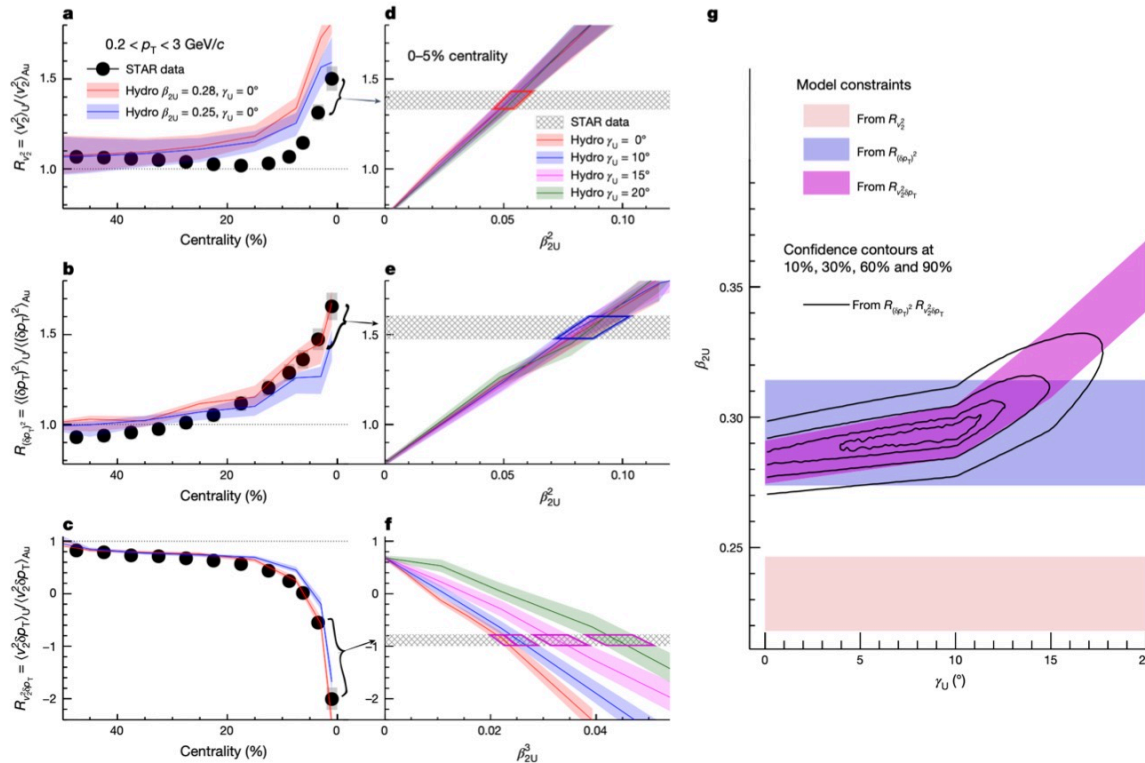 a
0.2 < pT < 3 GeV/c
STAR data
Hydro β2U = 0.28, γU = 0°
Hydro β2U = 0.25, γU = 0°
1.5
1.0
Rv₂² = ⟨v₂²⟩U/⟨v₂²⟩Au
40 20 0
Centrality (%)
d
0–5% centrality
STAR data
Hydro γU = 0°
Hydro γU = 10°
Hydro γU = 15°
Hydro γU = 20°
1.5
1.0
0 0.05 0.10
β²2U
b
1.5
1.0
R(δpT)² = ⟨(δpT)²⟩U/⟨(δpT)²⟩Au
40 20 0
Centrality (%)
e
1.5
1.0
0 0.05 0.10
β²2U
c
1
0
−1
−2
Rv₂²δpT = ⟨v₂²δpT⟩U/⟨v₂²δpT⟩Au
40 20 0
Centrality (%)
f
1
0
−1
−2
0 0.02 0.04
β³2U
g
Model constraints
From Rv₂²
From R(δpT)²
From Rv₂²δpT
Confidence contours at
10%, 30%, 60% and 90%
From R(δpT)² Rv₂²δpT
0.35
0.30
0.25
β2U
0 5 10 15 20
γU (°)